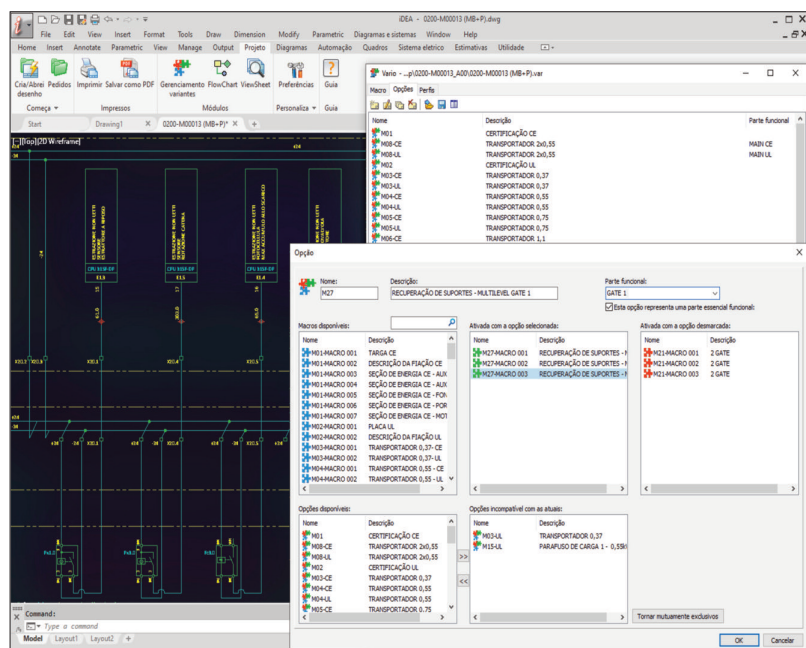 iDEA - 0200-M00013 (MB+P).dwg
File Edit View Insert Format Tools Draw Dimension Modify Parametric Diagramas e sistemas Window Help
Home Insert Annotate Parametric View Manage Output Projeto Diagramas Automação Quadros Sistema eletrico Estimativas Utilidade
Cria/Abrei desenho Pedidos Imprimir Salvar como PDF Gerenciamento variantes FlowChart ViewSheet Preferências Guia
Começa Impressos Módulos Personaliza Guia
Start Drawing1 0200-M00013 (MB+P)*
[-][Top][2D Wireframe]
Vario - ...p\0200-M00013_A00\0200-M00013 (MB+P).var
Macro Opções Perfis
Nome Descrição Parte funcional
M01 CERTIFICAÇÃO CE
M08-CE TRANSPORTADOR 2x0,55 MAIN CE
M08-UL TRANSPORTADOR 2x0,55 MAIN UL
M02 CERTIFICAÇÃO UL
M03-CE TRANSPORTADOR 0,37
M03-UL TRANSPORTADOR 0,37
M04-CE TRANSPORTADOR 0,55
M04-UL TRANSPORTADOR 0,55
M05-CE TRANSPORTADOR 0,75
M05-UL TRANSPORTADOR 0,75
M06-CE TRANSPORTADOR 1,1
Opção
Nome: Descrição: Parte funcional:
M27 RECUPERAÇÃO DE SUPORTES - MULTILEVEL GATE 1 GATE 1
Esta opção representa uma parte essencial funcional:
Macros disponíveis: Ativada com a opção selecionada: Ativada com a opção desmarcada:
Nome Descrição Nome Descrição Nome Descrição
M01-MACRO 001 TARGA CE M27-MACRO 001 RECUPERAÇÃO DE SUPORTES - M21-MACRO 001 2 GATE
M01-MACRO 002 DESCRIÇÃO DA FIAÇÃO CE M27-MACRO 002 RECUPERAÇÃO DE SUPORTES - M21-MACRO 002 2 GATE
M01-MACRO 003 SEÇÃO DE ENERGIA CE - AUX M27-MACRO 003 RECUPERAÇÃO DE SUPORTES - M21-MACRO 003 2 GATE
M01-MACRO 004 SEÇÃO DE ENERGIA CE - AUX
M01-MACRO 005 SEÇÃO DE ENERGIA CE - FON
M01-MACRO 006 SEÇÃO DE ENERGIA CE - POR
M01-MACRO 007 SEÇÃO DE ENERGIA CE - MOT
M02-MACRO 001 PLACA UL
M02-MACRO 002 DESCRIÇÃO DA FIAÇÃO UL
M03-MACRO 001 TRANSPORTADOR 0,37- CE
M03-MACRO 002 TRANSPORTADOR 0,37-UL
M04-MACRO 001 TRANSPORTADOR 0,55 - CE
M04-MACRO 002 TRANSPORTADOR 0,55 - UL
Opções disponíveis: Opções incompatível com as atuais:
Nome Descrição Nome Descrição
M01 CERTIFICAÇÃO CE M03-UL TRANSPORTADOR 0,37
M08-CE TRANSPORTADOR 2x0,55 M15-UL PARAFUSO DE CARGA 1 - 0,55k
M08-UL TRANSPORTADOR 2x0,55
M02 CERTIFICAÇÃO UL
M03-CE TRANSPORTADOR 0,37
M04-CE TRANSPORTADOR 0,55
M04-UL TRANSPORTADOR 0,55
M05-CE TRANSPORTADOR 0,75
>>
<<
Tornar mutuamente exclusivos
OK Cancelar
Command:
Type a command
Model Layout1 Layout2 +